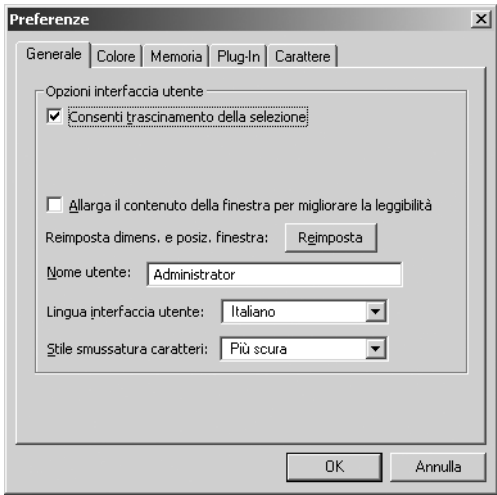 Preferenze
Generale Colore Memoria Plug-In Carattere
Opzioni interfaccia utente
Consenti trascinamento della selezione
Allarga il contenuto della finestra per migliorare la leggibilità
Reimposta dimens. e posiz. finestra: Reimposta
Nome utente: Administrator
Lingua interfaccia utente: Italiano
Stile smussatura caratteri: Più scura
OK Annulla